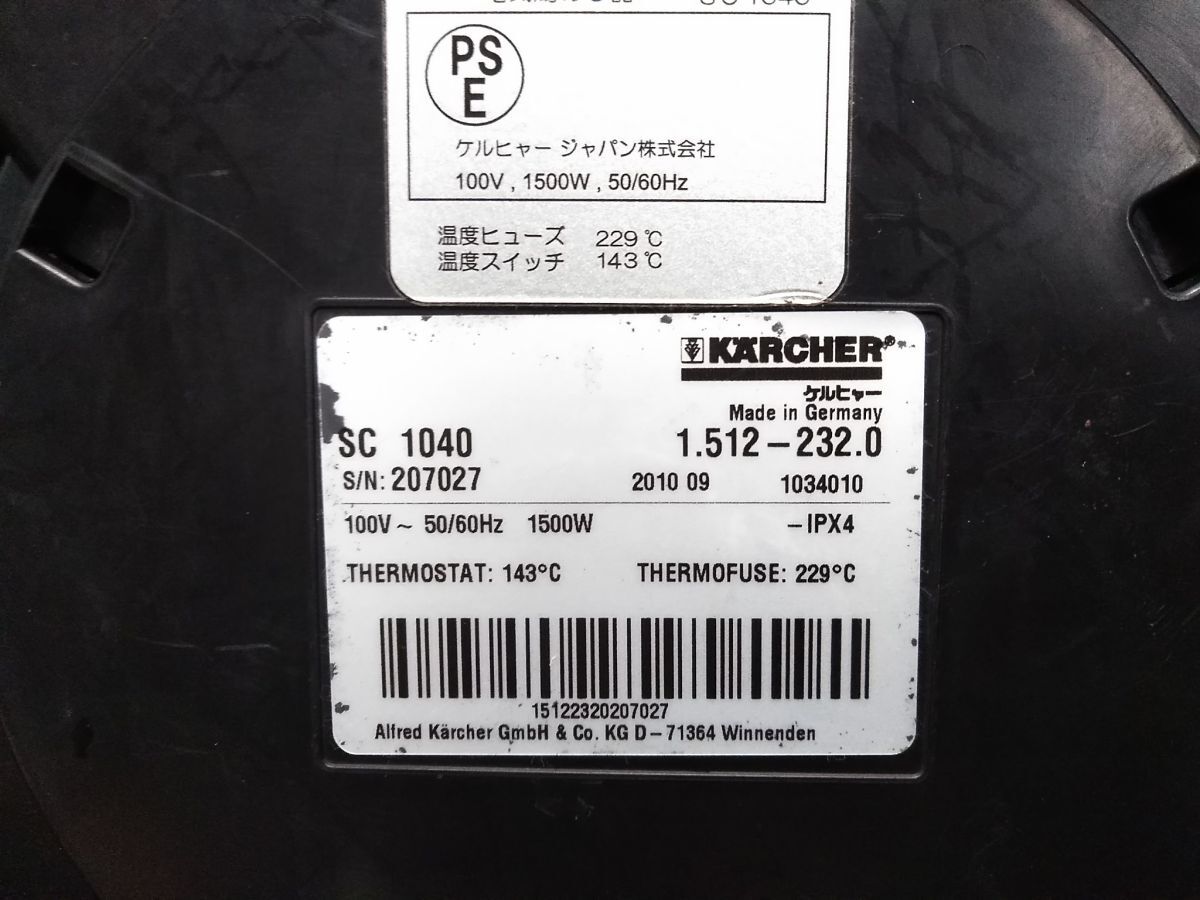 SC 1040
PS
E
ケルヒャー ジャパン株式会社
100V , 1500W , 50/60Hz
温度ヒューズ 229℃
温度スイッチ 143℃
KÄRCHER®
ケルヒャー
Made in Germany
SC 1040 1.512-232.0
S/N: 207027 2010 09 1034010
100V~ 50/60Hz 1500W -IPX4
THERMOSTAT: 143°C THERMOFUSE: 229°C
15122320207027
Alfred Kärcher GmbH & Co. KG D-71364 Winnenden